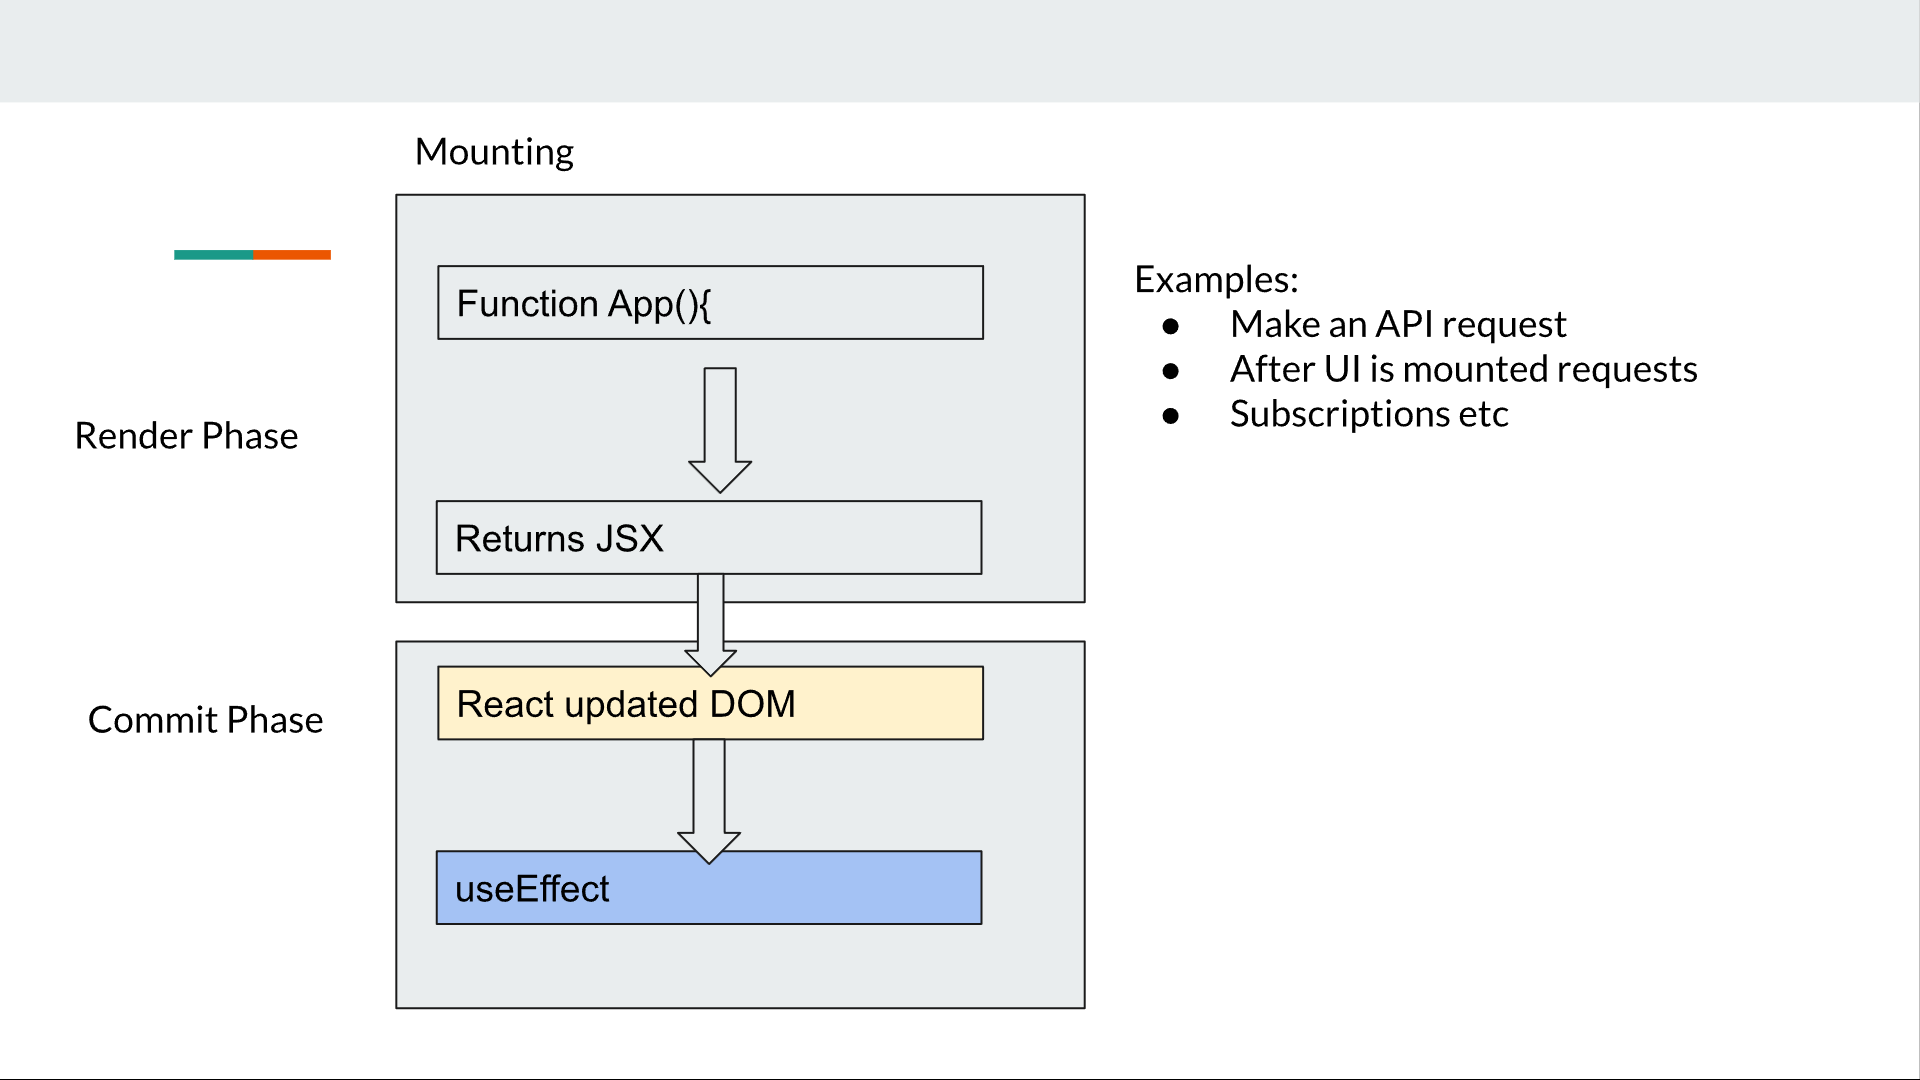 Mounting
Function App(){
Render Phase
Returns JSX
Commit Phase
React updated DOM
useEffect
Examples:
● Make an API request
● After UI is mounted requests
● Subscriptions etc